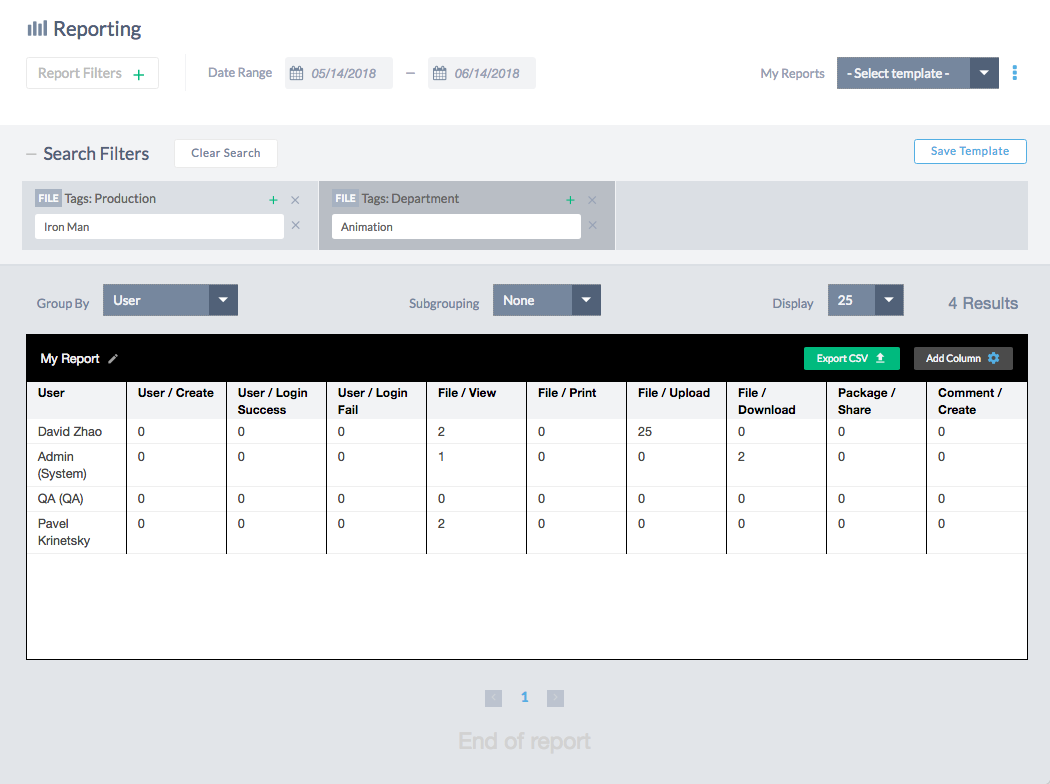 Reporting
Report Filters +
Date Range 05/14/2018 — 06/14/2018
My Reports - Select template -
— Search Filters Clear Search Save Template
FILE Tags: Production + ×
Iron Man ×
FILE Tags: Department + ×
Animation ×
Group By User Subgrouping None Display 25 4 Results
My Report Export CSV Add Column
User User / Create User / Login Success User / Login Fail File / View File / Print File / Upload File / Download Package / Share Comment / Create
David Zhao 0 0 0 2 0 25 0 0 0
Admin (System) 0 0 0 1 0 0 2 0 0
QA (QA) 0 0 0 0 0 0 0 0 0
Pavel Krinetsky 0 0 0 2 0 0 0 0 0
< 1 >
End of report